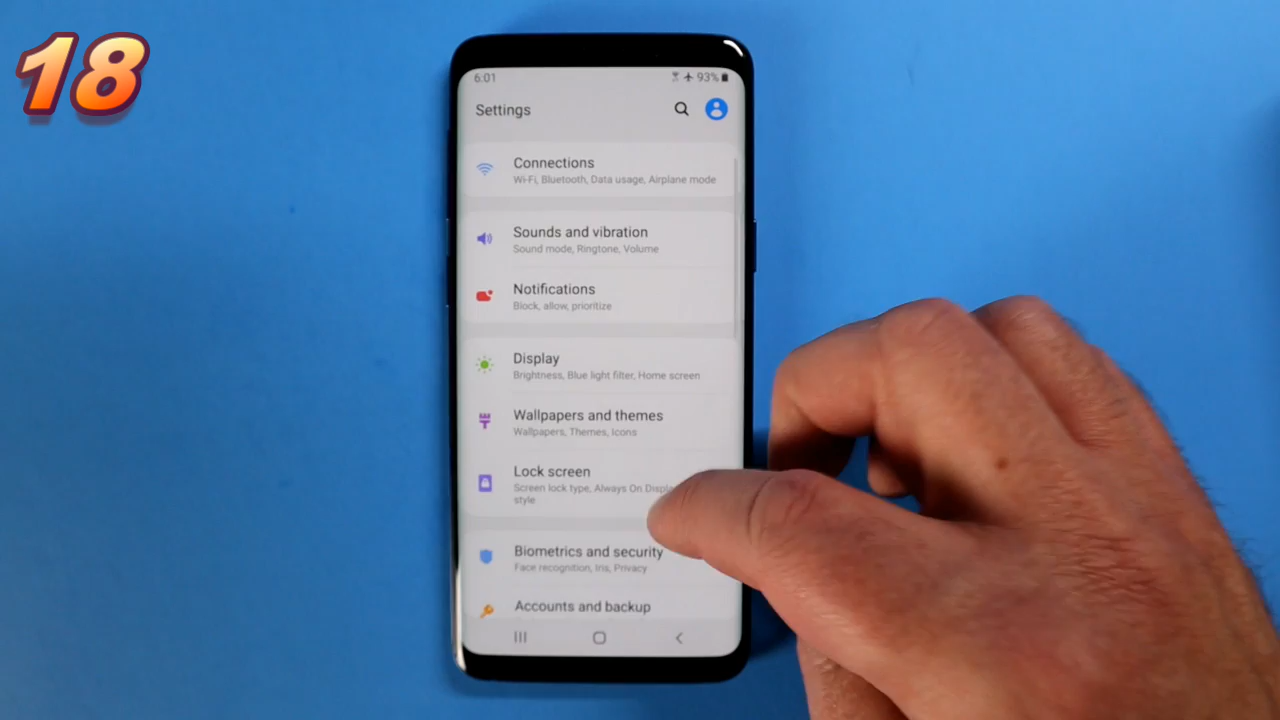 18
6:01 93%
Settings
Connections
Wi-Fi, Bluetooth, Data usage, Airplane mode
Sounds and vibration
Sound mode, Ringtone, Volume
Notifications
Block, allow, prioritize
Display
Brightness, Blue light filter, Home screen
Wallpapers and themes
Wallpapers, Themes, Icons
Lock screen
Screen lock type, Always On
style
Biometrics and security
Face recognition, Iris, Privacy
Accounts and backup